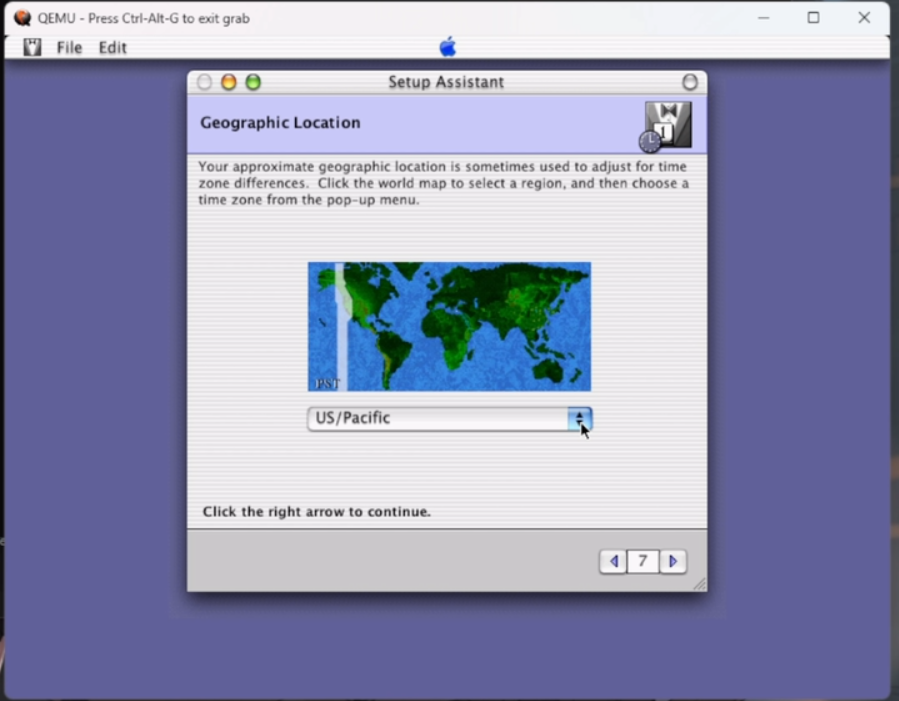 QEMU - Press Ctrl-Alt-G to exit grab
File Edit
Setup Assistant
Geographic Location
1
Your approximate geographic location is sometimes used to adjust for time
zone differences. Click the world map to select a region, and then choose a
time zone from the pop-up menu.
PST
US/Pacific
Click the right arrow to continue.
7